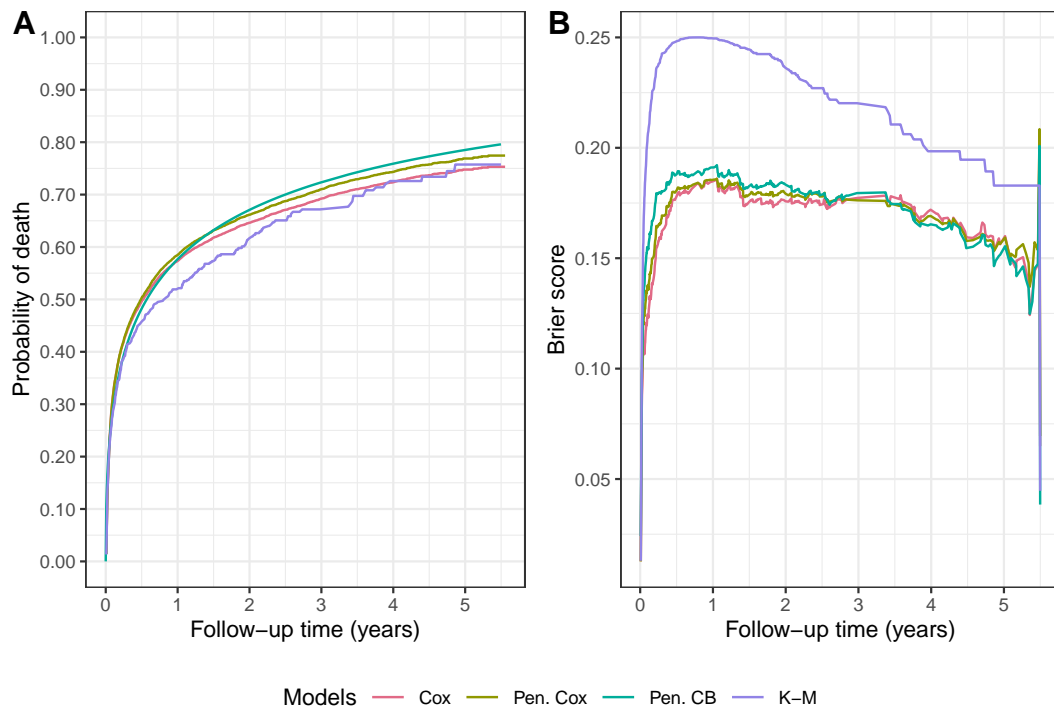 A
1.00
0.90
0.80
0.70
0.60
0.50
0.40
0.30
0.20
0.10
0.00
Probability of death
0 1 2 3 4 5
Follow−up time (years)
B
0.25
0.20
0.15
0.10
0.05
Brier score
0 1 2 3 4 5
Follow−up time (years)
Models Cox Pen. Cox Pen. CB K−M